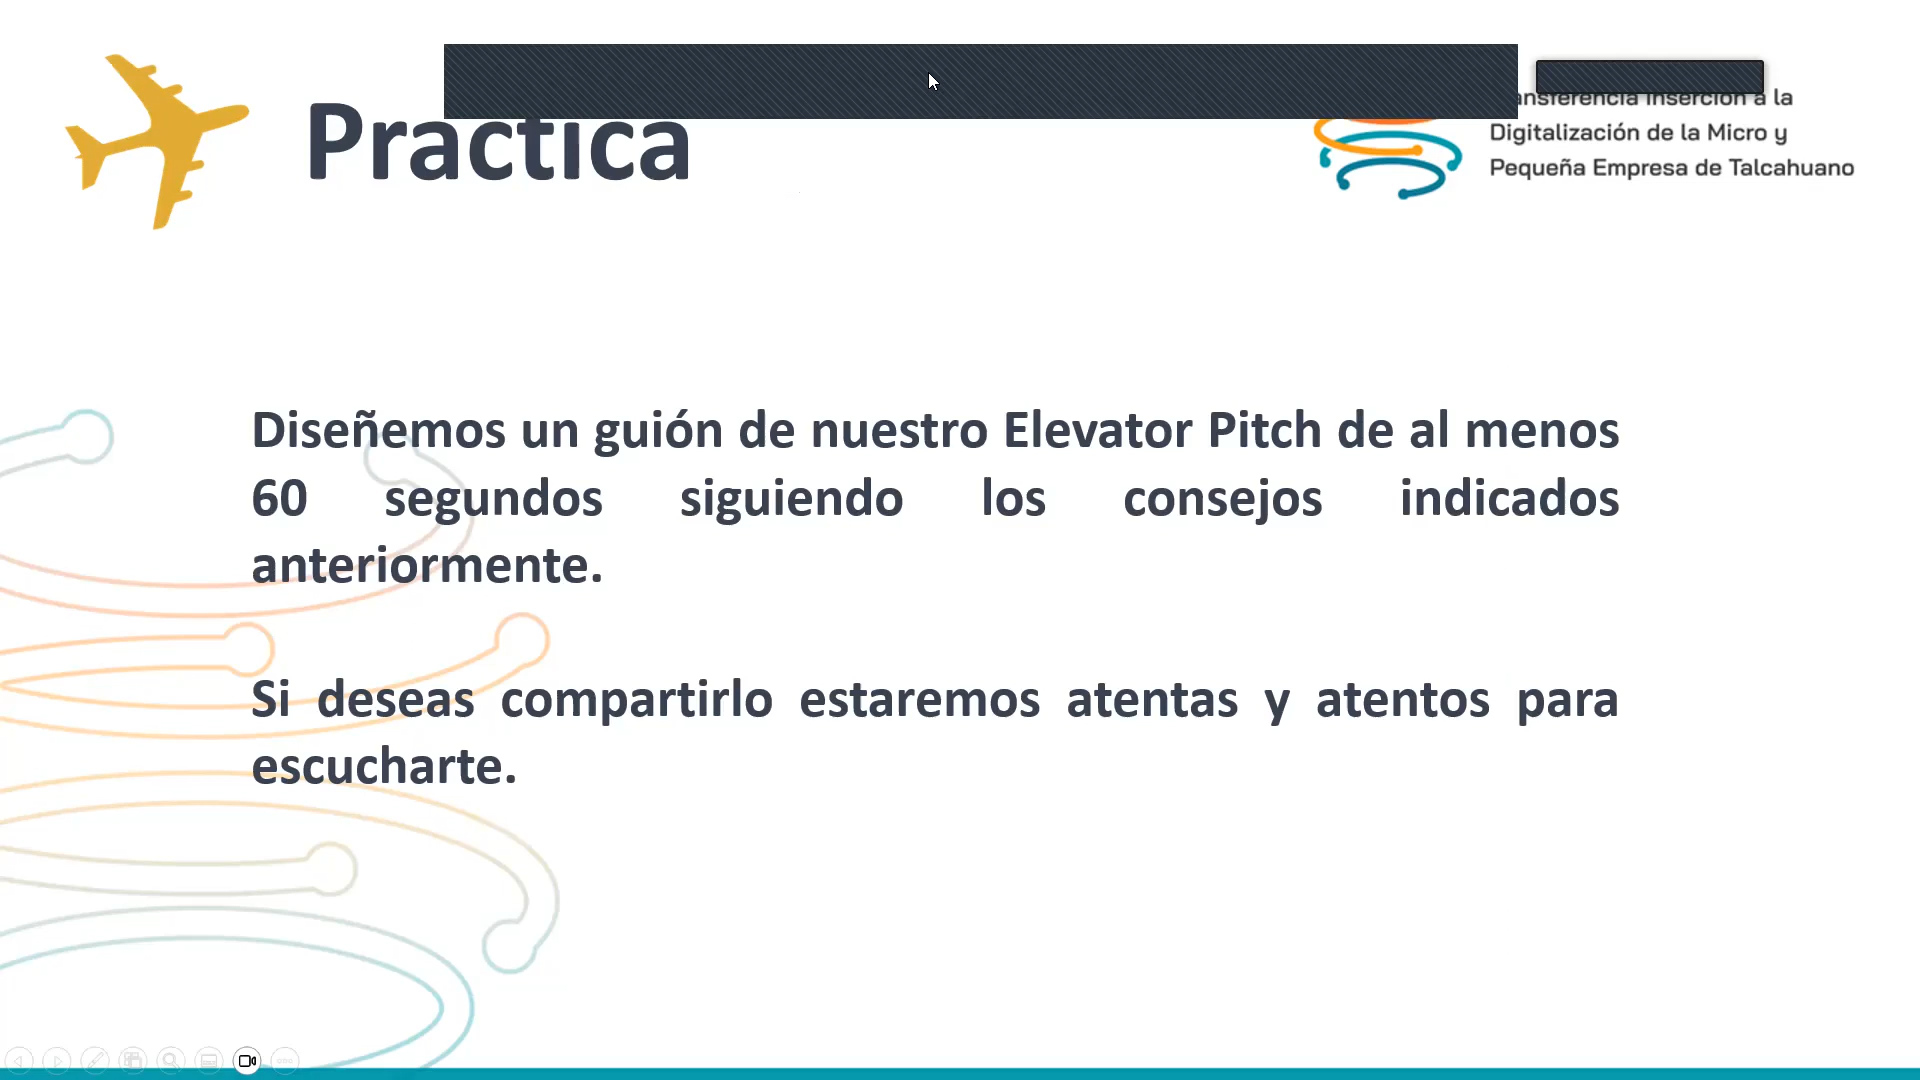 Practica
inserción a la
Digitalización de la Micro y
Pequeña Empresa de Talcahuano
Diseñemos un guión de nuestro Elevator Pitch de al menos
60 segundos siguiendo los consejos indicados
anteriormente.
Si deseas compartirlo estaremos atentas y atentos para
escucharte.